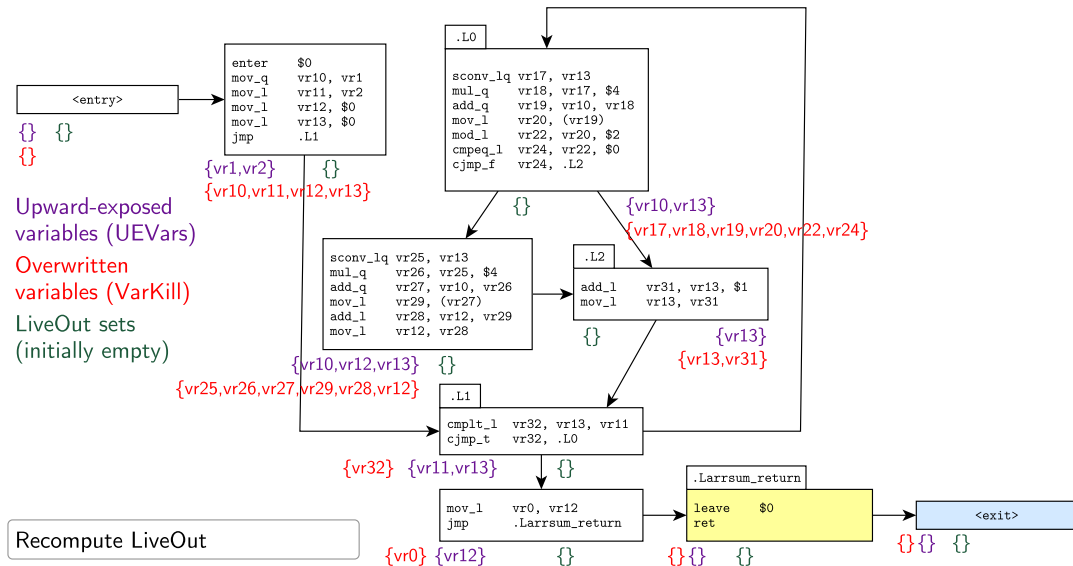 .L0
enter $0
mov_q vr10, vr1
mov_l vr11, vr2
mov_l vr12, $0
mov_l vr13, $0
jmp .L1
sconv_lq vr17, vr13
mul_q vr18, vr17, $4
add_q vr19, vr10, vr18
mov_l vr20, (vr19)
mod_l vr22, vr20, $2
cmpeq_l vr24, vr22, $0
cjmp_f vr24, .L2
<entry>
{} {}
{}
{vr1,vr2} {}
{vr10,vr11,vr12,vr13}
{} {vr10,vr13}
{vr17,vr18,vr19,vr20,vr22,vr24}
Upward-exposed
variables (UEVars)
Overwritten
variables (VarKill)
LiveOut sets
(initially empty)
sconv_lq vr25, vr13
mul_q vr26, vr25, $4
add_q vr27, vr10, vr26
mov_l vr29, (vr27)
add_l vr28, vr12, vr29
mov_l vr12, vr28
.L2
add_l vr31, vr13, $1
mov_l vr13, vr31
{} {vr13}
{vr13,vr31}
{vr10,vr12,vr13} {}
{vr25,vr26,vr27,vr29,vr28,vr12}
.L1
cmplt_l vr32, vr13, vr11
cjmp_t vr32, .L0
{vr32} {vr11,vr13} {}
mov_l vr0, vr12
jmp .Larrsum_return
{vr0} {vr12} {}
.Larrsum_return
leave $0
ret
{} {} {}
<exit>
{} {} {}
Recompute LiveOut